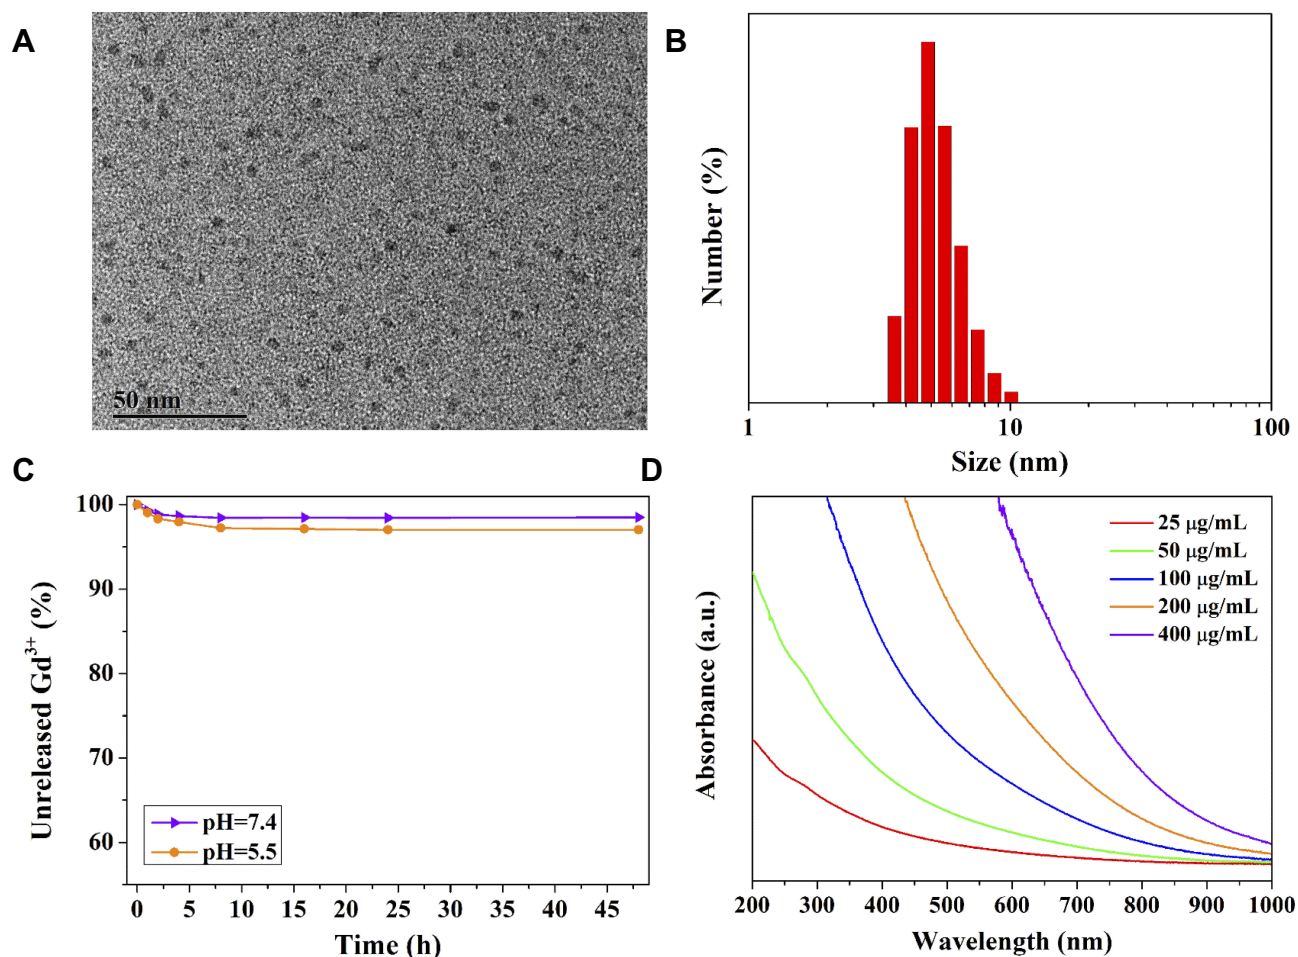 A
50 nm
B
Number (%)
1
10
100
Size (nm)
C
100
90
80
70
60
Unreleased Gd³⁺ (%)
pH=7.4
pH=5.5
0 5 10 15 20 25 30 35 40 45
Time (h)
D
Absorbance (a.u.)
25 μg/mL
50 μg/mL
100 μg/mL
200 μg/mL
400 μg/mL
200 300 400 500 600 700 800 900 1000
Wavelength (nm)